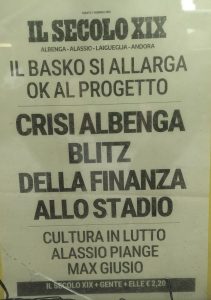 IL SECOLO XIX
ALBENGA - ALASSIO - LAIGUEGLIA - ANDORA
IL BASKO SI ALLARGA
OK AL PROGETTO
CRISI ALBENGA
BLITZ
DELLA FINANZA
ALLO STADIO
CULTURA IN LUTTO
ALASSIO PIANGE
MAX GIUSIO
IL SECOLO XIX + GENTE + ELLE € 2,20